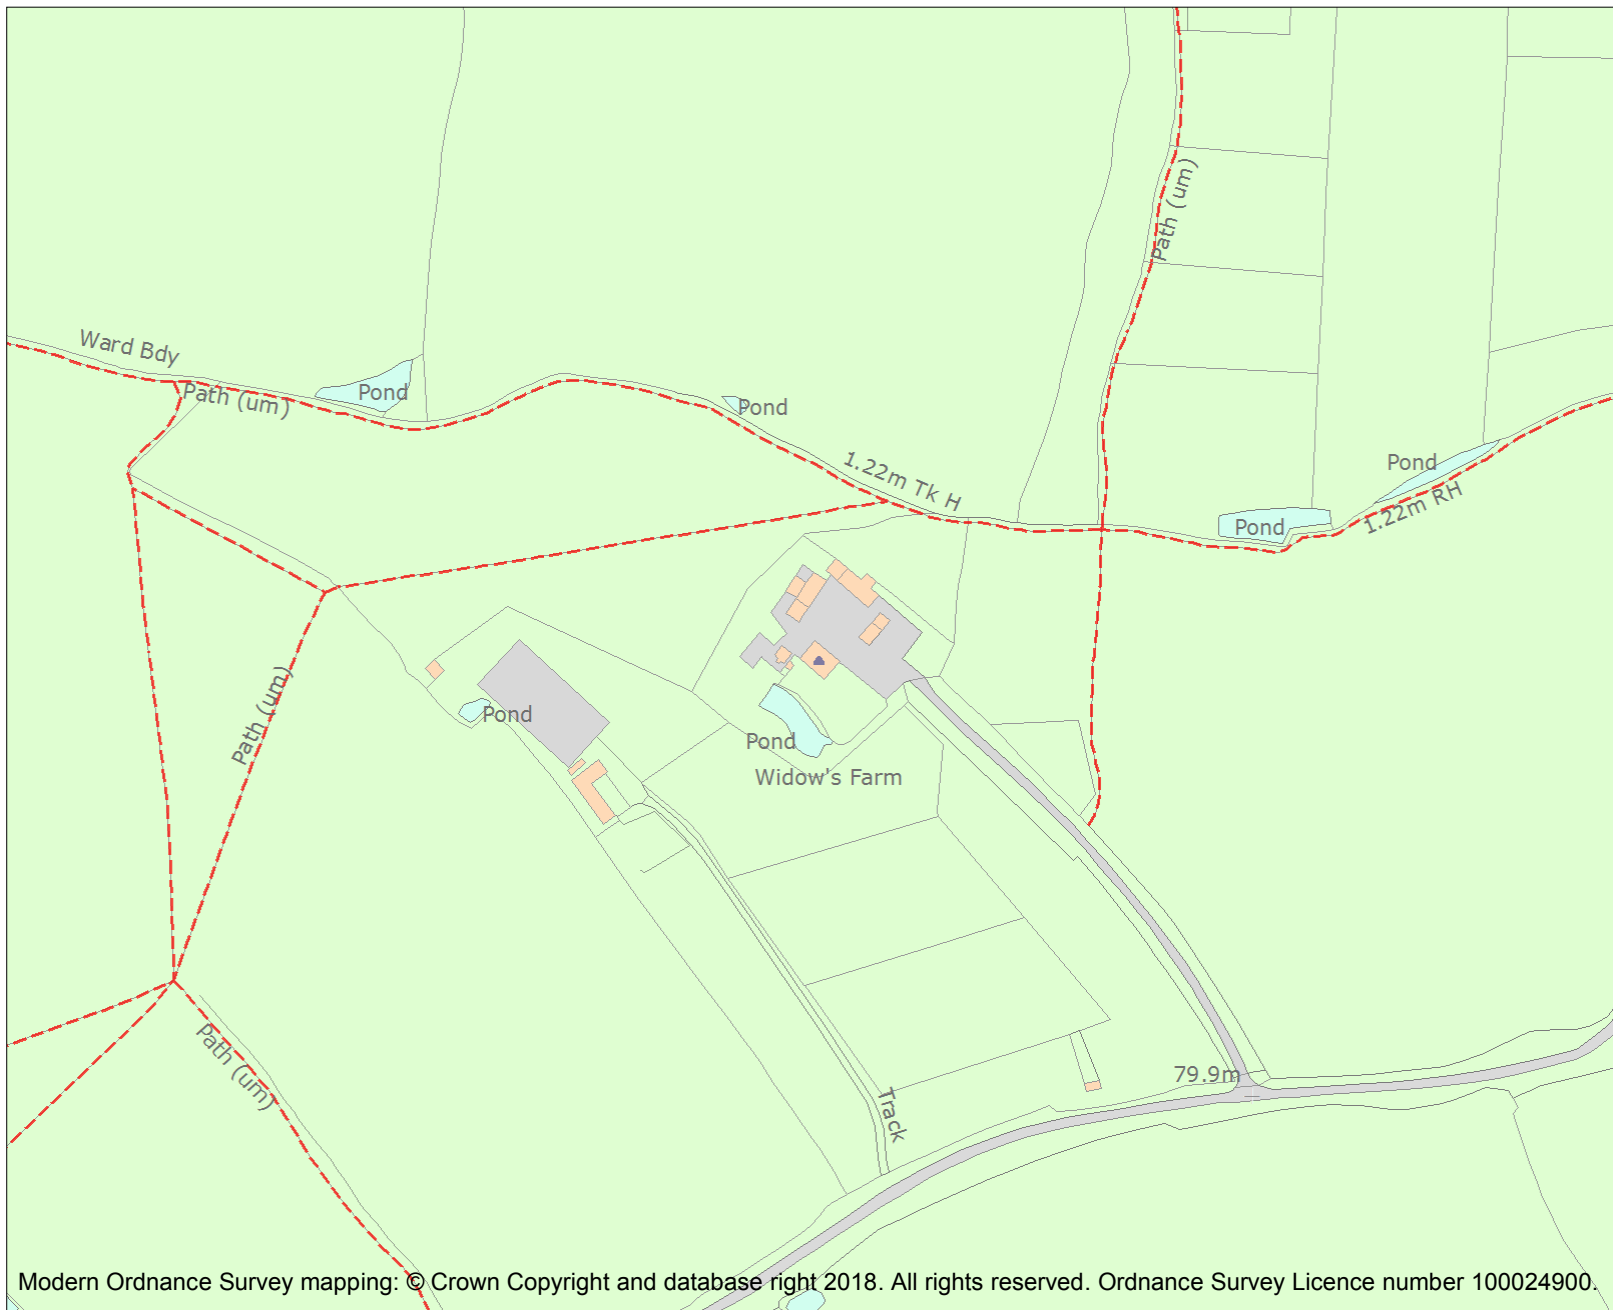 Path (um)
Ward Bdy
Path (um)
Pond
Pond
1.22m Tk H
Pond
1.22m RH
Pond
Path (um)
Pond
Pond
Widow's Farm
Path (um)
79.9m
Track
Modern Ordnance Survey mapping: © Crown Copyright and database right 2018. All rights reserved. Ordnance Survey Licence number 100024900.